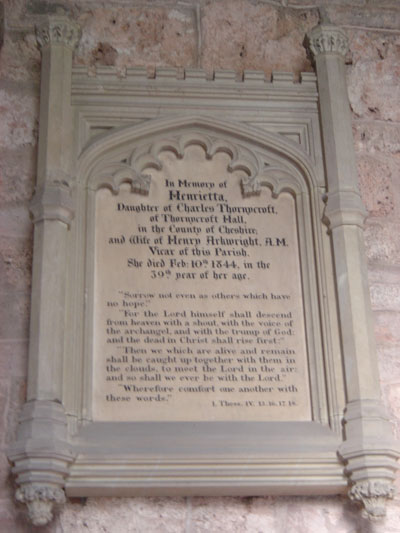 In Memory of
Henrietta,
Daughter of Charles Thornycroft,
of Thornycroft Hall,
in the County of Cheshire;
and Wife of Henry Arkwright, A.M.
Vicar of this Parish.
She died Feb: 10th 1844, in the
39th year of her age.
"Sorrow not even as others which have
no hope."
"For the Lord himself shall descend
from heaven with a shout, with the voice of
the archangel, and with the trump of God:
and the dead in Christ shall rise first:"
"Then we which are alive and remain
shall be caught up together with them in
the clouds, to meet the Lord in the air:
and so shall we ever be with the Lord."
"Wherefore comfort one another with
these words."
1. Thess. IV. 13. 16. 17. 18.